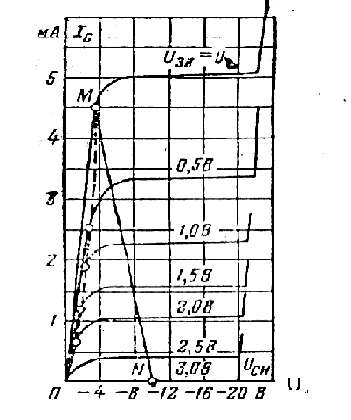 мА I_G
U_ЗИ = 0
5
M
4
0,5В
3
1,0В
2
1,5В
2,0В
1
2,5В
N
3,0В
U_СИ
0 -4 -8 -12 -16 -20 В U